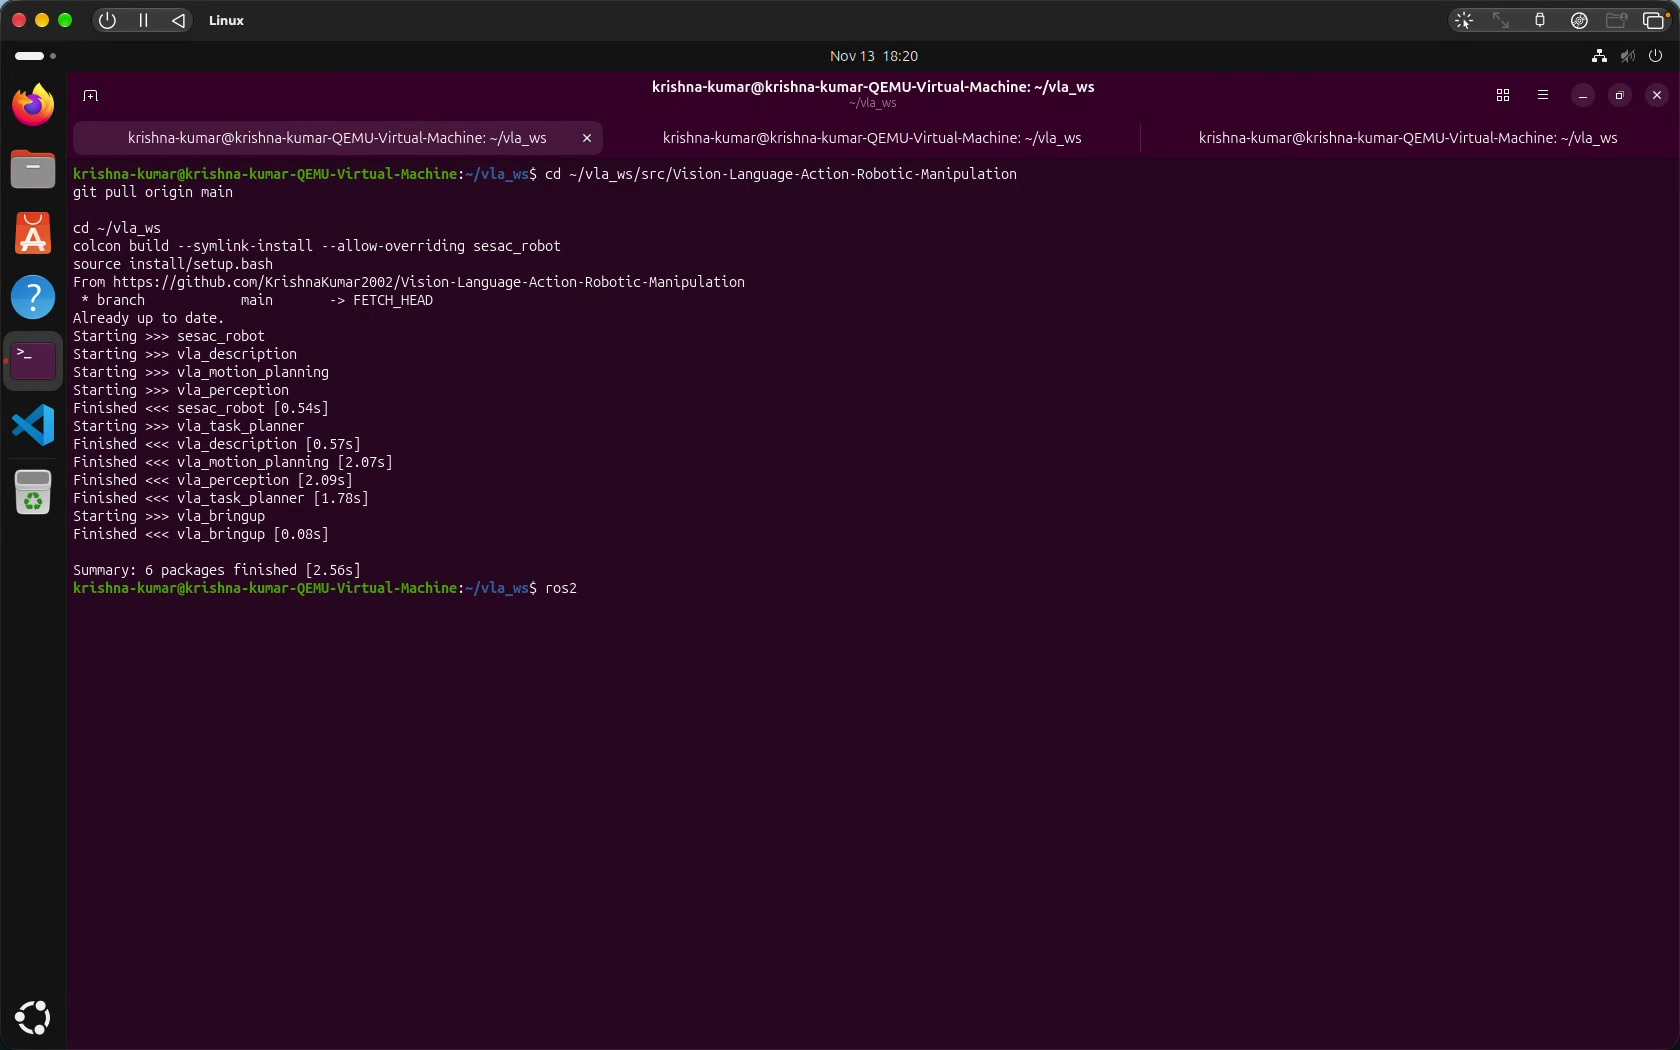 Linux
Nov 13 18:20
krishna-kumar@krishna-kumar-QEMU-Virtual-Machine: ~/vla_ws
~/vla_ws
krishna-kumar@krishna-kumar-QEMU-Virtual-Machine: ~/vla_ws
krishna-kumar@krishna-kumar-QEMU-Virtual-Machine: ~/vla_ws
krishna-kumar@krishna-kumar-QEMU-Virtual-Machine: ~/vla_ws
krishna-kumar@krishna-kumar-QEMU-Virtual-Machine:~/vla_ws$ cd ~/vla_ws/src/Vision-Language-Action-Robotic-Manipulation
git pull origin main
cd ~/vla_ws
colcon build --symlink-install --allow-overriding sesac_robot
source install/setup.bash
From https://github.com/KrishnaKumar2002/Vision-Language-Action-Robotic-Manipulation
 * branch            main       -> FETCH_HEAD
Already up to date.
Starting >>> sesac_robot
Starting >>> vla_description
Starting >>> vla_motion_planning
Starting >>> vla_perception
Finished <<< sesac_robot [0.54s]
Starting >>> vla_task_planner
Finished <<< vla_description [0.57s]
Finished <<< vla_motion_planning [2.07s]
Finished <<< vla_perception [2.09s]
Finished <<< vla_task_planner [1.78s]
Starting >>> vla_bringup
Finished <<< vla_bringup [0.08s]
Summary: 6 packages finished [2.56s]
krishna-kumar@krishna-kumar-QEMU-Virtual-Machine:~/vla_ws$ ros2